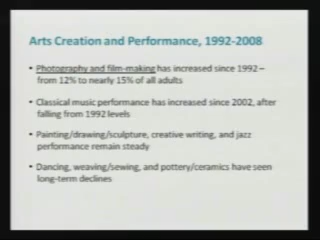 Arts Creation and Performance, 1992-2008
• Photography and film-making has increased since 1992 –
from 12% to nearly 15% of all adults
• Classical music performance has increased since 2002, after
falling from 1992 levels
• Painting/drawing/sculpture, creative writing, and jazz
performance remain steady
• Dancing, weaving/sewing, and pottery/ceramics have seen
long-term declines